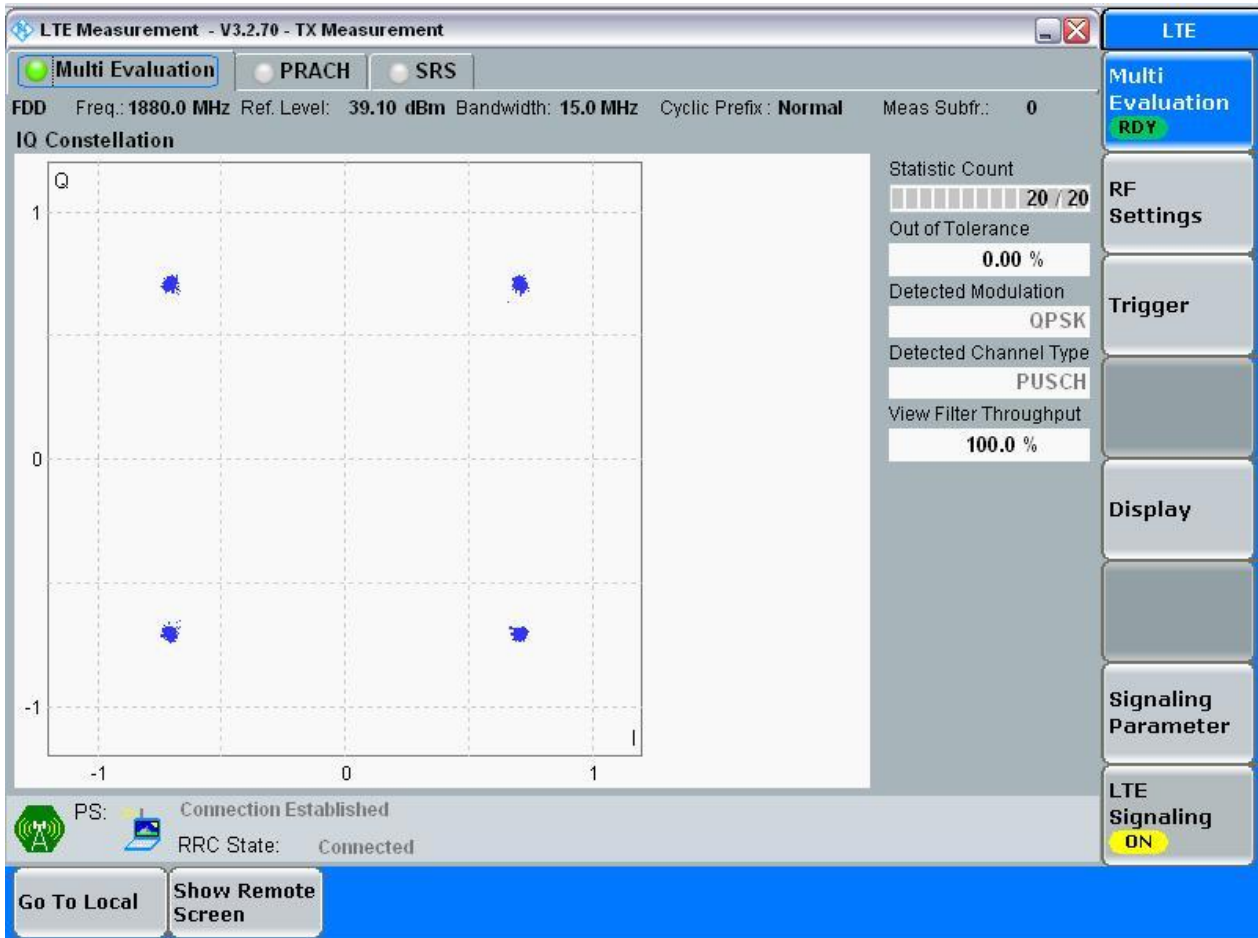 LTE Measurement - V3.2.70 - TX Measurement
LTE
Multi Evaluation PRACH SRS
FDD Freq.: 1880.0 MHz Ref. Level: 39.10 dBm Bandwidth: 15.0 MHz Cyclic Prefix : Normal Meas Subfr.: 0
IQ Constellation
Q
1
0
-1
I
-1 0 1
Statistic Count
20 / 20
Out of Tolerance
0.00 %
Detected Modulation
QPSK
Detected Channel Type
PUSCH
View Filter Throughput
100.0 %
Multi
Evaluation
RDY
RF
Settings
Trigger
Display
Signaling
Parameter
LTE
Signaling
ON
PS: Connection Established
RRC State: Connected
Go To Local
Show Remote
Screen